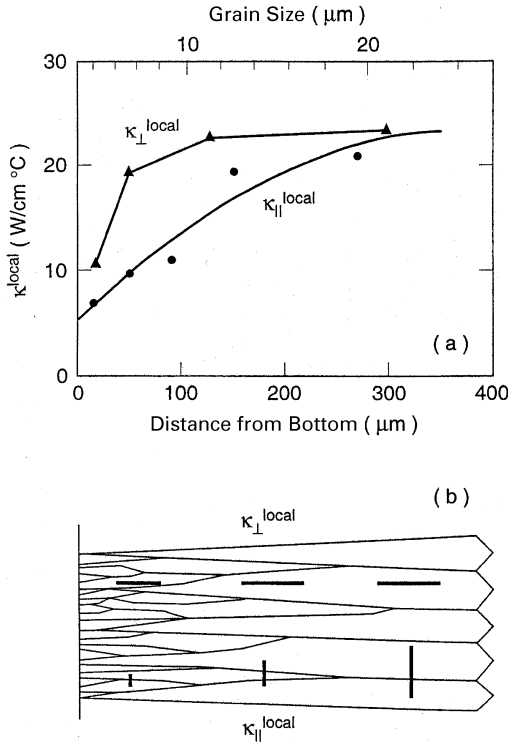 Grain Size ( μm )
10 20
30
κ⊥local
20
κ||local
κlocal ( W/cm °C )
10
( a )
0
0 100 200 300 400
Distance from Bottom ( μm )
( b )
κ⊥local
κ||local